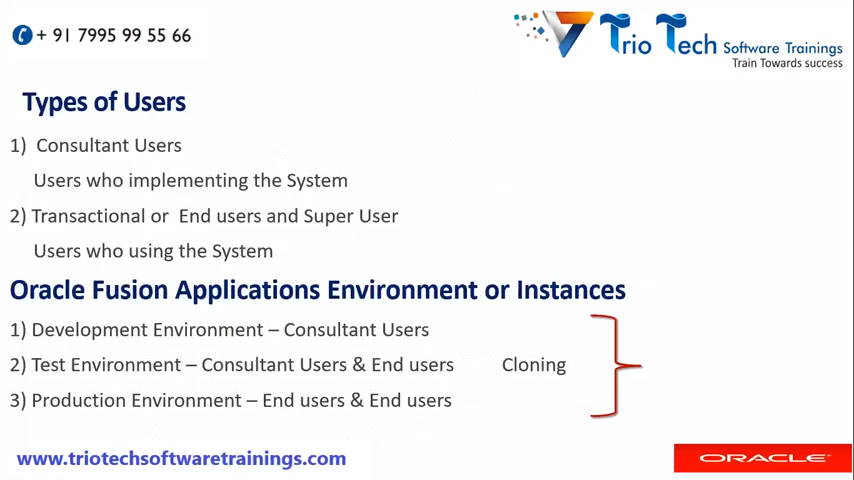 + 91 7995 99 55 66
Trio Tech Software Trainings
Train Towards success
Types of Users
1) Consultant Users
Users who implementing the System
2) Transactional or End users and Super User
Users who using the System
Oracle Fusion Applications Environment or Instances
1) Development Environment – Consultant Users
2) Test Environment – Consultant Users & End users Cloning
3) Production Environment – End users & End users
www.triotechsoftwaretrainings.com
ORACLE